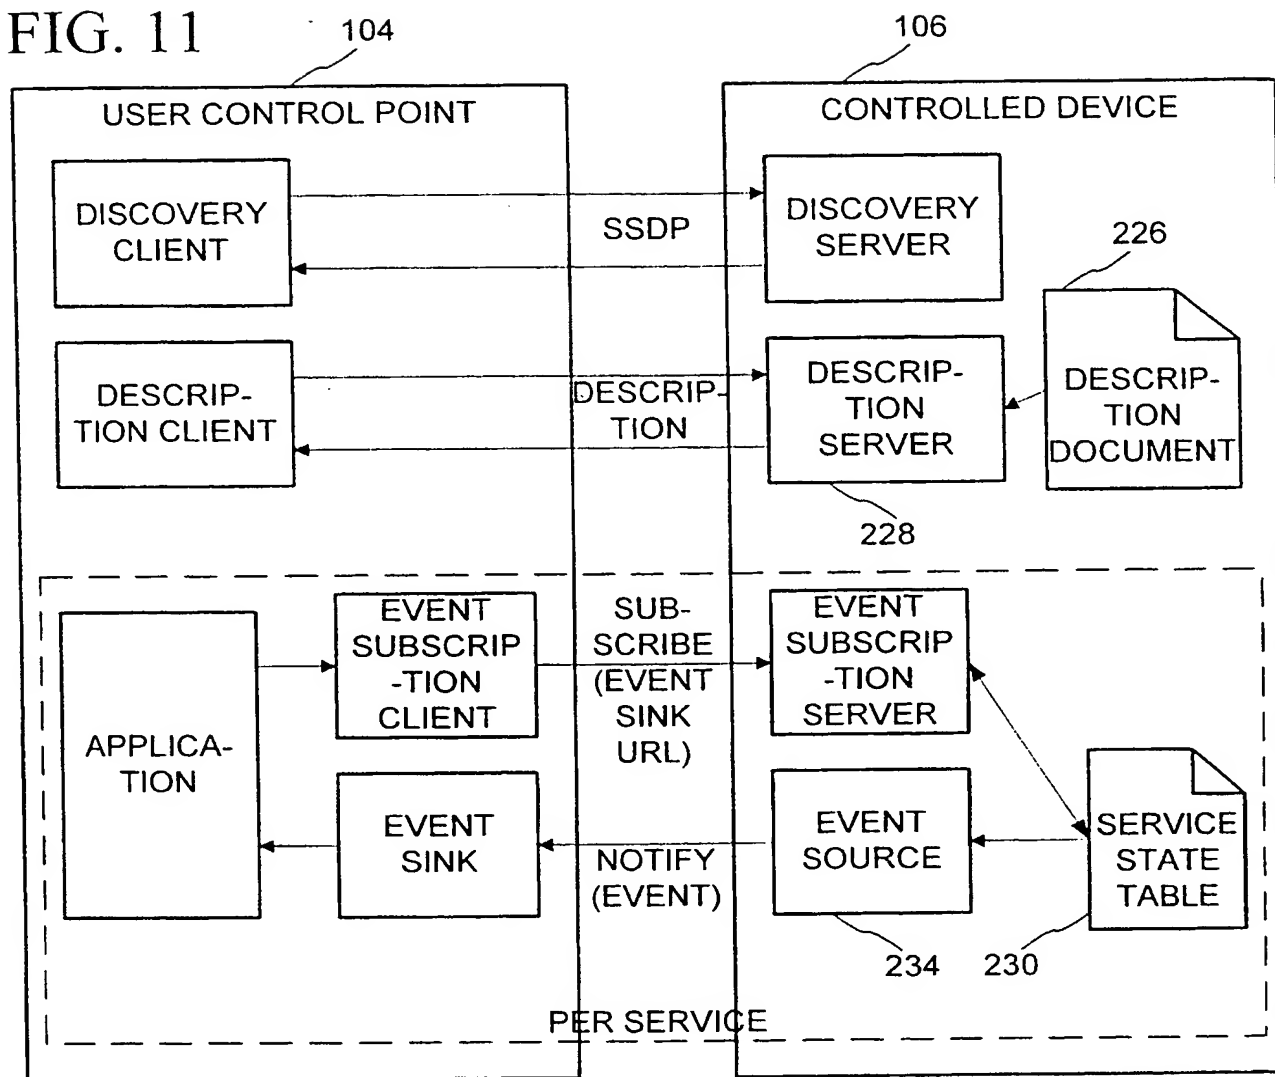 FIG. 11
104
106
USER CONTROL POINT
CONTROLLED DEVICE
DISCOVERY
CLIENT
SSDP
DISCOVERY
SERVER
226
DESCRIP-
TION CLIENT
DESCRIP-
TION
DESCRIP-
TION
SERVER
DESCRIP-
TION
DOCUMENT
228
APPLICA-
TION
EVENT
SUBSCRIP
-TION
CLIENT
SUB-
SCRIBE
(EVENT
SINK
URL)
EVENT
SUBSCRIP
-TION
SERVER
EVENT
SINK
NOTIFY
(EVENT)
EVENT
SOURCE
SERVICE
STATE
TABLE
234
230
PER SERVICE